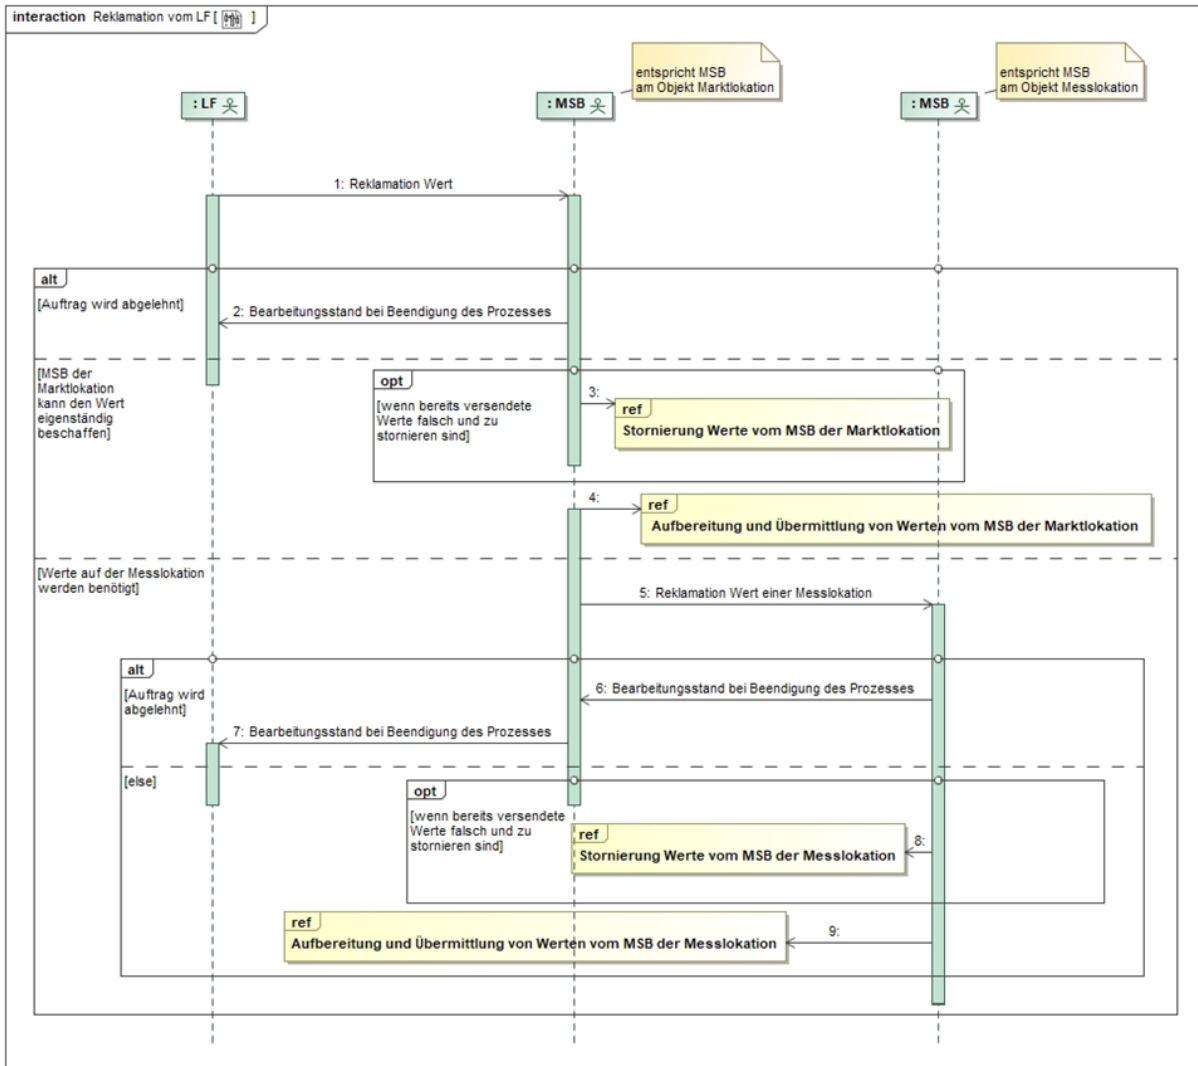 interaction Reklamation vom LF [ ]
entspricht MSB
am Objekt Marktlokation
entspricht MSB
am Objekt Messlokation
: LF
: MSB
: MSB
1: Reklamation Wert
alt
[Auftrag wird abgelehnt]
2: Bearbeitungsstand bei Beendigung des Prozesses
[MSB der
Marktlokation
kann den Wert
eigenständig
beschaffen]
opt
[wenn bereits versendete
Werte falsch und zu
stornieren sind]
3:
ref
Stornierung Werte vom MSB der Marktlokation
4:
ref
Aufbereitung und Übermittlung von Werten vom MSB der Marktlokation
[Werte auf der Messlokation
werden benötigt]
5: Reklamation Wert einer Messlokation
alt
[Auftrag wird
abgelehnt]
6: Bearbeitungsstand bei Beendigung des Prozesses
7: Bearbeitungsstand bei Beendigung des Prozesses
[else]
opt
[wenn bereits versendete
Werte falsch und zu
stornieren sind]
ref
Stornierung Werte vom MSB der Messlokation
8:
ref
Aufbereitung und Übermittlung von Werten vom MSB der Messlokation
9: